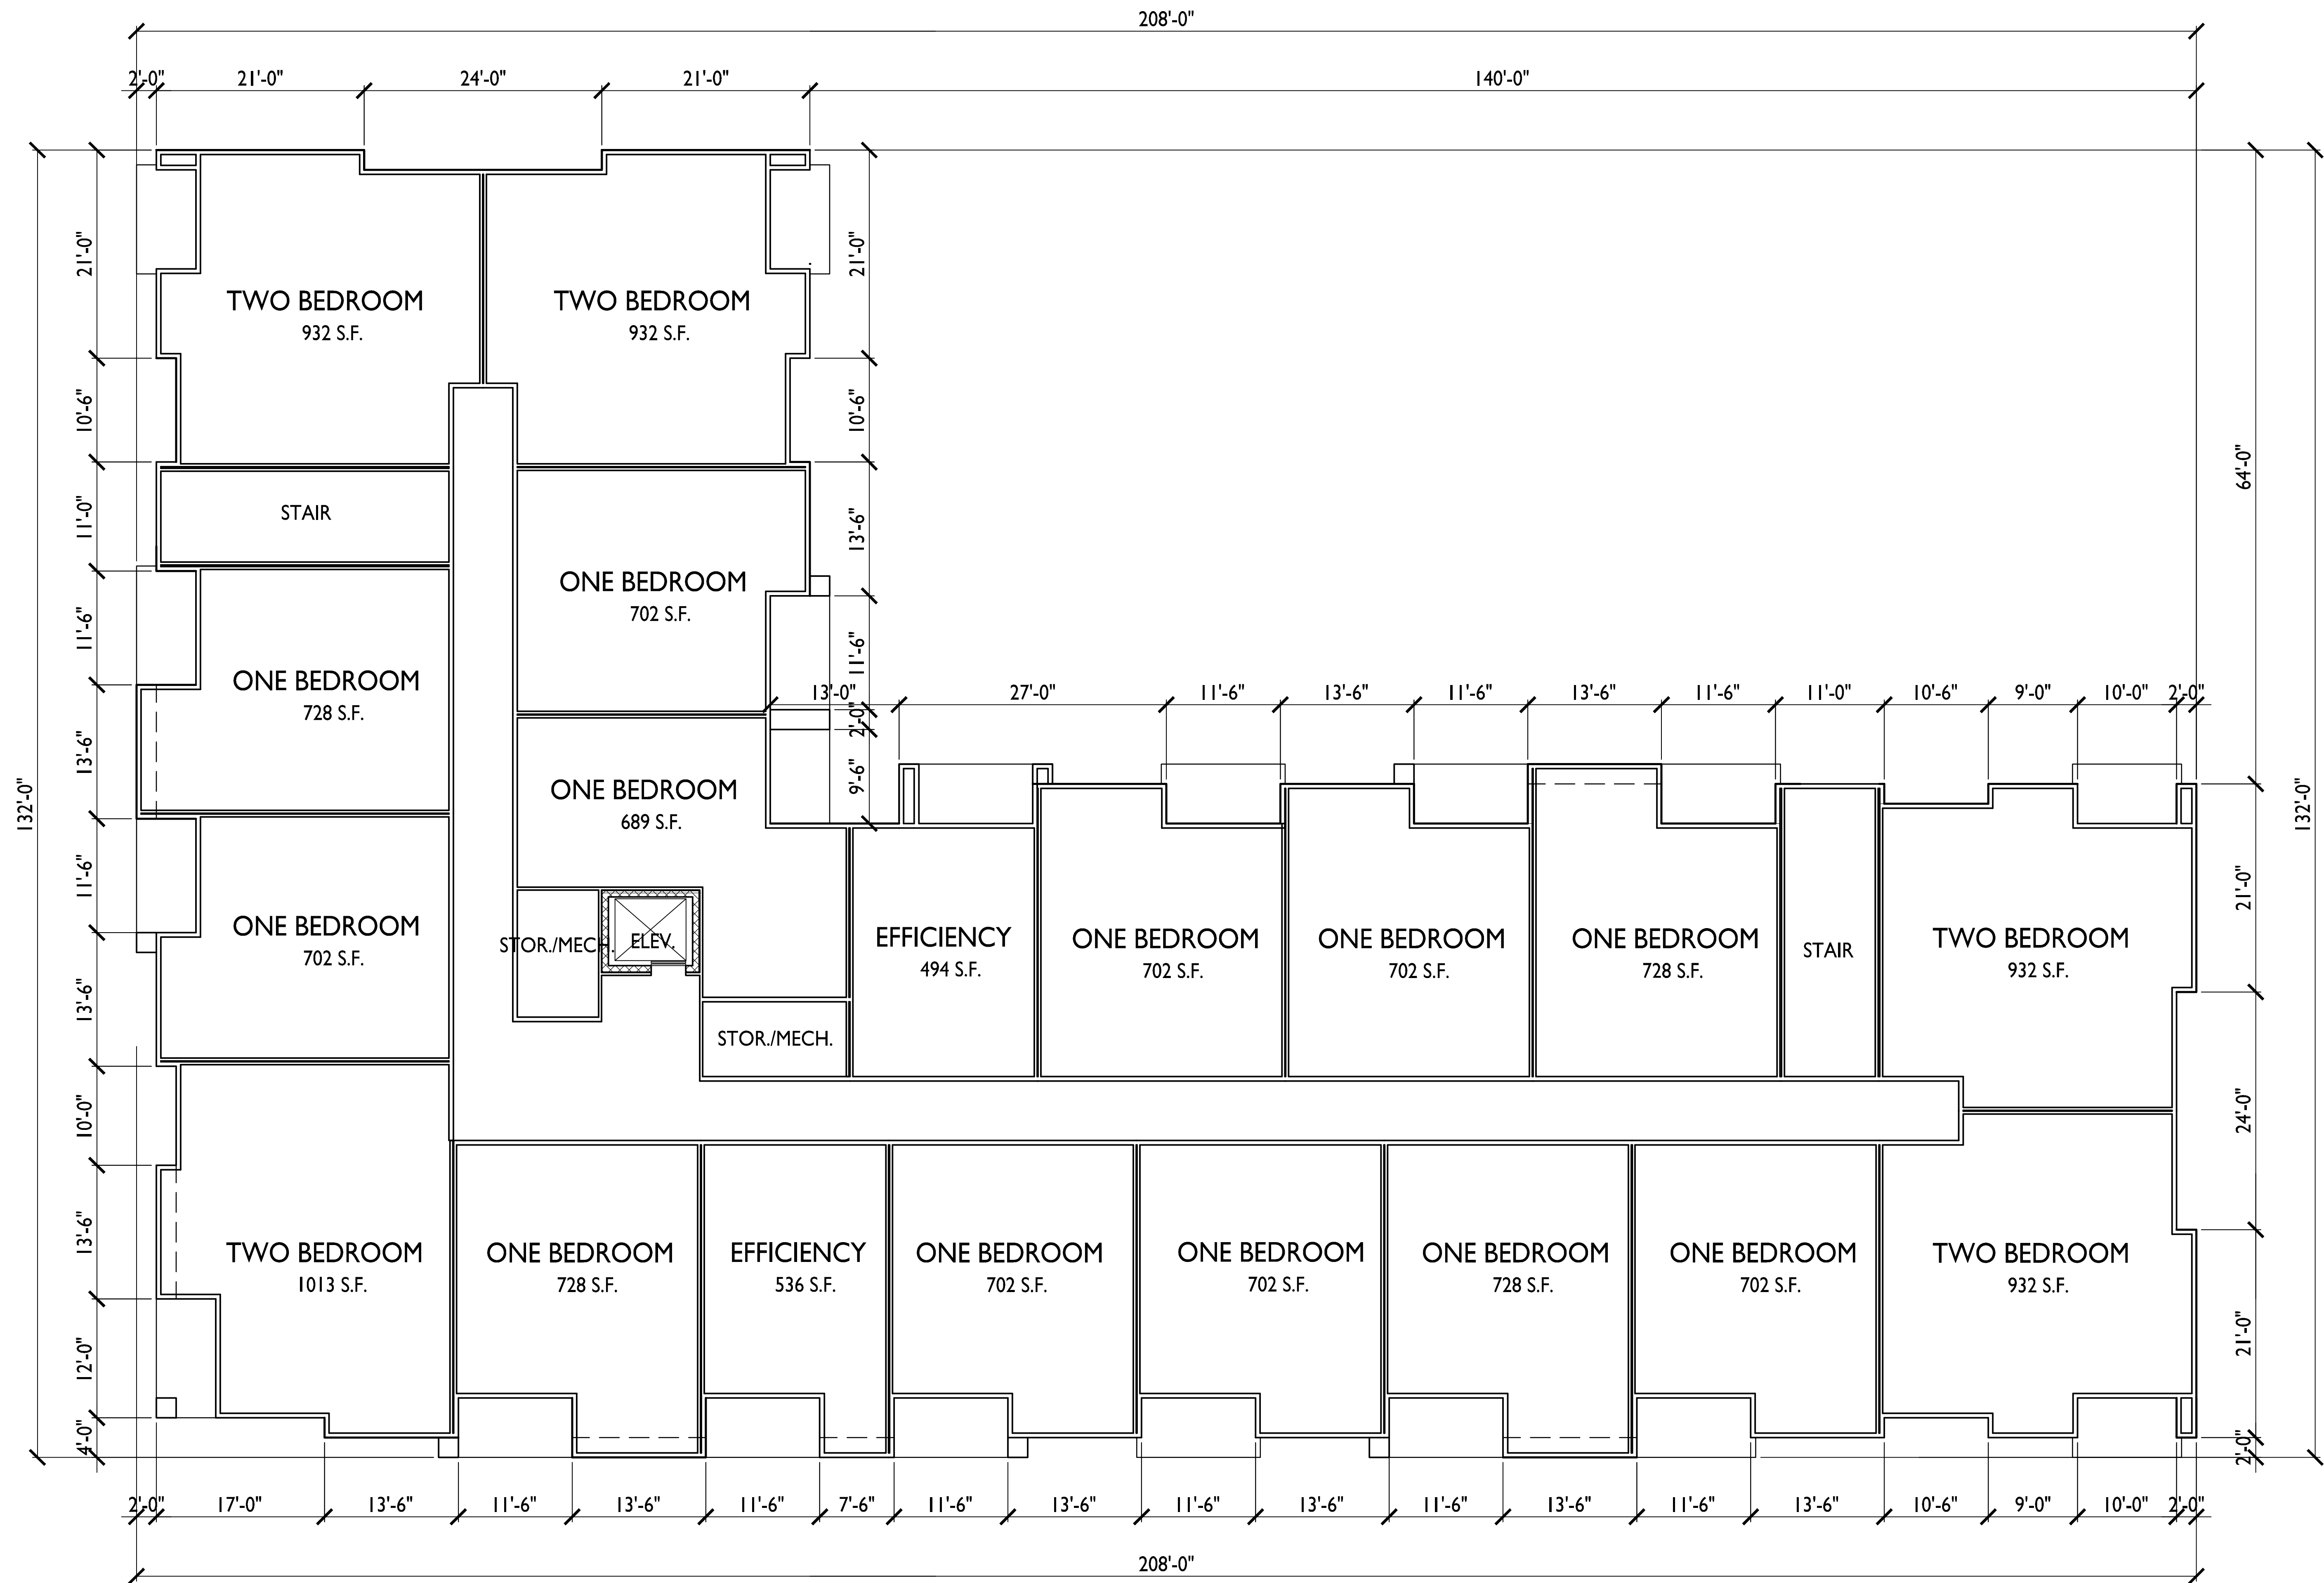 208'-0"
2'-0" 21'-0" 24'-0" 21'-0" 140'-0"
21'-0"
10'-6"
11'-0"
11'-6"
13'-6"
11'-6"
13'-6"
10'-0"
13'-6"
12'-0"
4'-0"
132'-0"
TWO BEDROOM
932 S.F.
TWO BEDROOM
932 S.F.
21'-0"
10'-6"
13'-6"
11'-6"
2'-0"
9'-6"
64'-0"
21'-0"
24'-0"
21'-0"
2'-0"
132'-0"
STAIR
ONE BEDROOM
702 S.F.
ONE BEDROOM
728 S.F.
13'-0" 27'-0" 11'-6" 13'-6" 11'-6" 13'-6" 11'-6" 11'-0" 10'-6" 9'-0" 10'-0" 2'-0"
ONE BEDROOM
689 S.F.
ONE BEDROOM
702 S.F.
STOR./MECH.
ELEV.
STOR./MECH.
EFFICIENCY
494 S.F.
ONE BEDROOM
702 S.F.
ONE BEDROOM
702 S.F.
ONE BEDROOM
728 S.F.
STAIR
TWO BEDROOM
932 S.F.
TWO BEDROOM
1013 S.F.
ONE BEDROOM
728 S.F.
EFFICIENCY
536 S.F.
ONE BEDROOM
702 S.F.
ONE BEDROOM
702 S.F.
ONE BEDROOM
728 S.F.
ONE BEDROOM
702 S.F.
TWO BEDROOM
932 S.F.
2'-0" 17'-0" 13'-6" 11'-6" 13'-6" 11'-6" 7'-6" 11'-6" 13'-6" 11'-6" 13'-6" 11'-6" 13'-6" 11'-6" 13'-6" 10'-6" 9'-0" 10'-0" 2'-0"
208'-0"